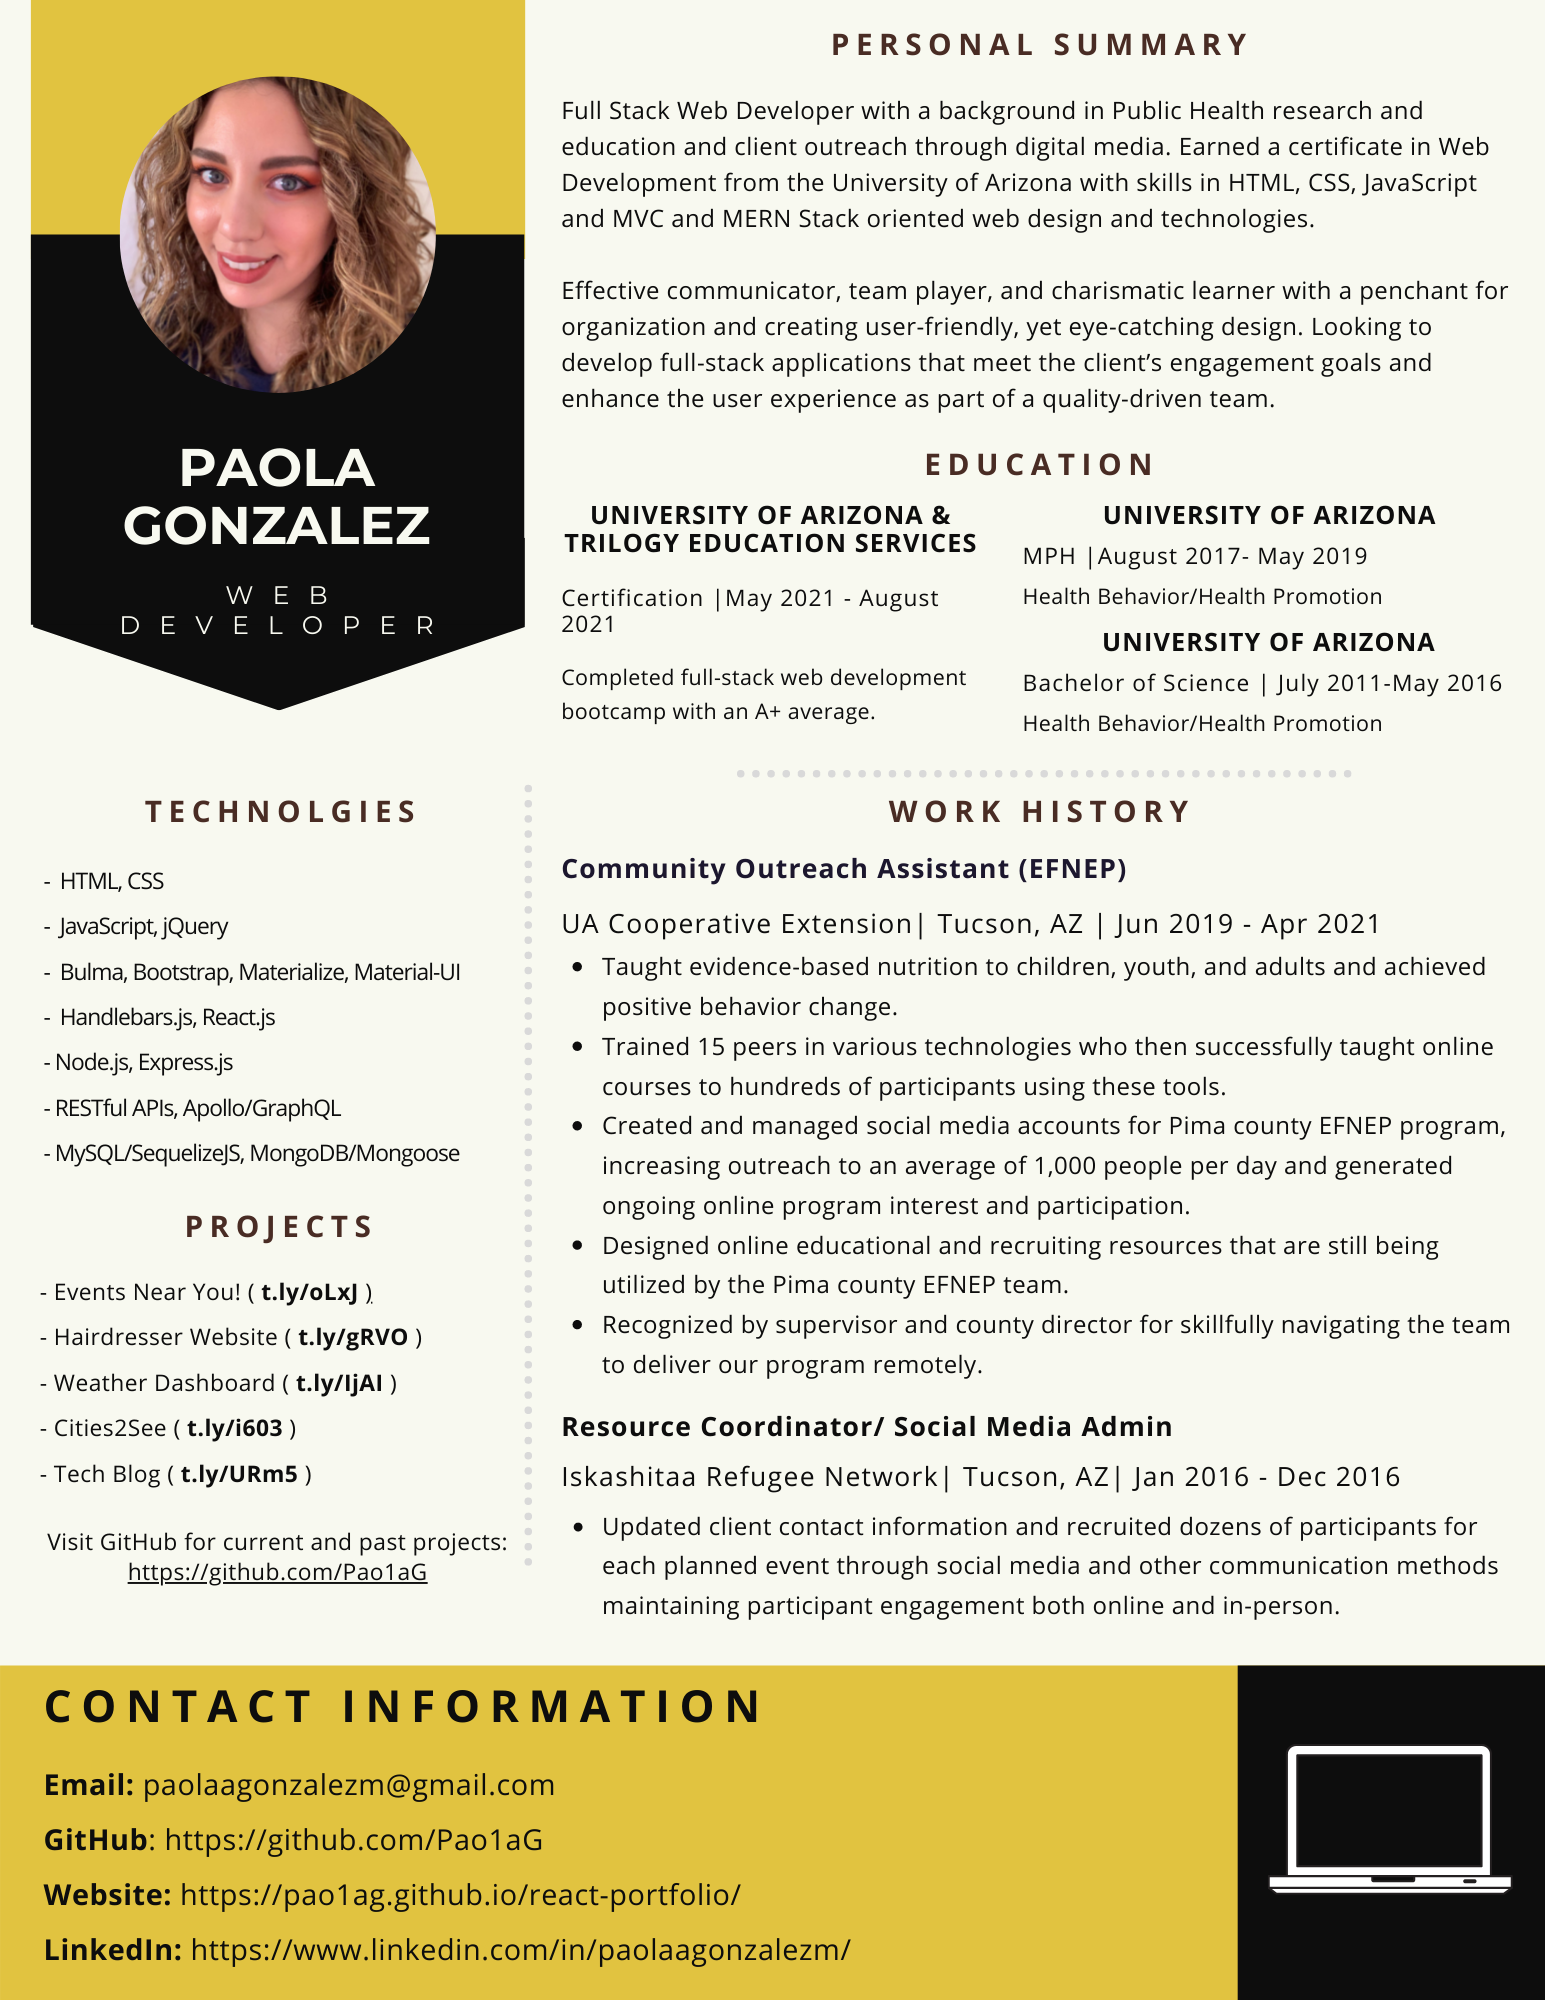 PAOLA
GONZALEZ
WEB
DEVELOPER
PERSONAL SUMMARY
Full Stack Web Developer with a background in Public Health research and
education and client outreach through digital media. Earned a certificate in Web
Development from the University of Arizona with skills in HTML, CSS, JavaScript
and MVC and MERN Stack oriented web design and technologies.
Effective communicator, team player, and charismatic learner with a penchant for
organization and creating user-friendly, yet eye-catching design. Looking to
develop full-stack applications that meet the client’s engagement goals and
enhance the user experience as part of a quality-driven team.
EDUCATION
UNIVERSITY OF ARIZONA &
TRILOGY EDUCATION SERVICES
Certification |May 2021 - August
2021
Completed full-stack web development
bootcamp with an A+ average.
UNIVERSITY OF ARIZONA
MPH |August 2017- May 2019
Health Behavior/Health Promotion
UNIVERSITY OF ARIZONA
Bachelor of Science | July 2011-May 2016
Health Behavior/Health Promotion
TECHNOLGIES
- HTML, CSS
- JavaScript, jQuery
- Bulma, Bootstrap, Materialize, Material-UI
- Handlebars.js, React.js
- Node.js, Express.js
- RESTful APIs, Apollo/GraphQL
- MySQL/SequelizeJS, MongoDB/Mongoose
PROJECTS
- Events Near You! ( t.ly/oLxJ )
- Hairdresser Website ( t.ly/gRVO )
- Weather Dashboard ( t.ly/IjAI )
- Cities2See ( t.ly/i603 )
- Tech Blog ( t.ly/URm5 )
Visit GitHub for current and past projects:
https://github.com/Pao1aG
WORK HISTORY
Community Outreach Assistant (EFNEP)
UA Cooperative Extension| Tucson, AZ | Jun 2019 - Apr 2021
• Taught evidence-based nutrition to children, youth, and adults and achieved
positive behavior change.
• Trained 15 peers in various technologies who then successfully taught online
courses to hundreds of participants using these tools.
• Created and managed social media accounts for Pima county EFNEP program,
increasing outreach to an average of 1,000 people per day and generated
ongoing online program interest and participation.
• Designed online educational and recruiting resources that are still being
utilized by the Pima county EFNEP team.
• Recognized by supervisor and county director for skillfully navigating the team
to deliver our program remotely.
Resource Coordinator/ Social Media Admin
Iskashitaa Refugee Network| Tucson, AZ| Jan 2016 - Dec 2016
• Updated client contact information and recruited dozens of participants for
each planned event through social media and other communication methods
maintaining participant engagement both online and in-person.
CONTACT INFORMATION
Email: paolaagonzalezm@gmail.com
GitHub: https://github.com/Pao1aG
Website: https://pao1ag.github.io/react-portfolio/
LinkedIn: https://www.linkedin.com/in/paolaagonzalezm/